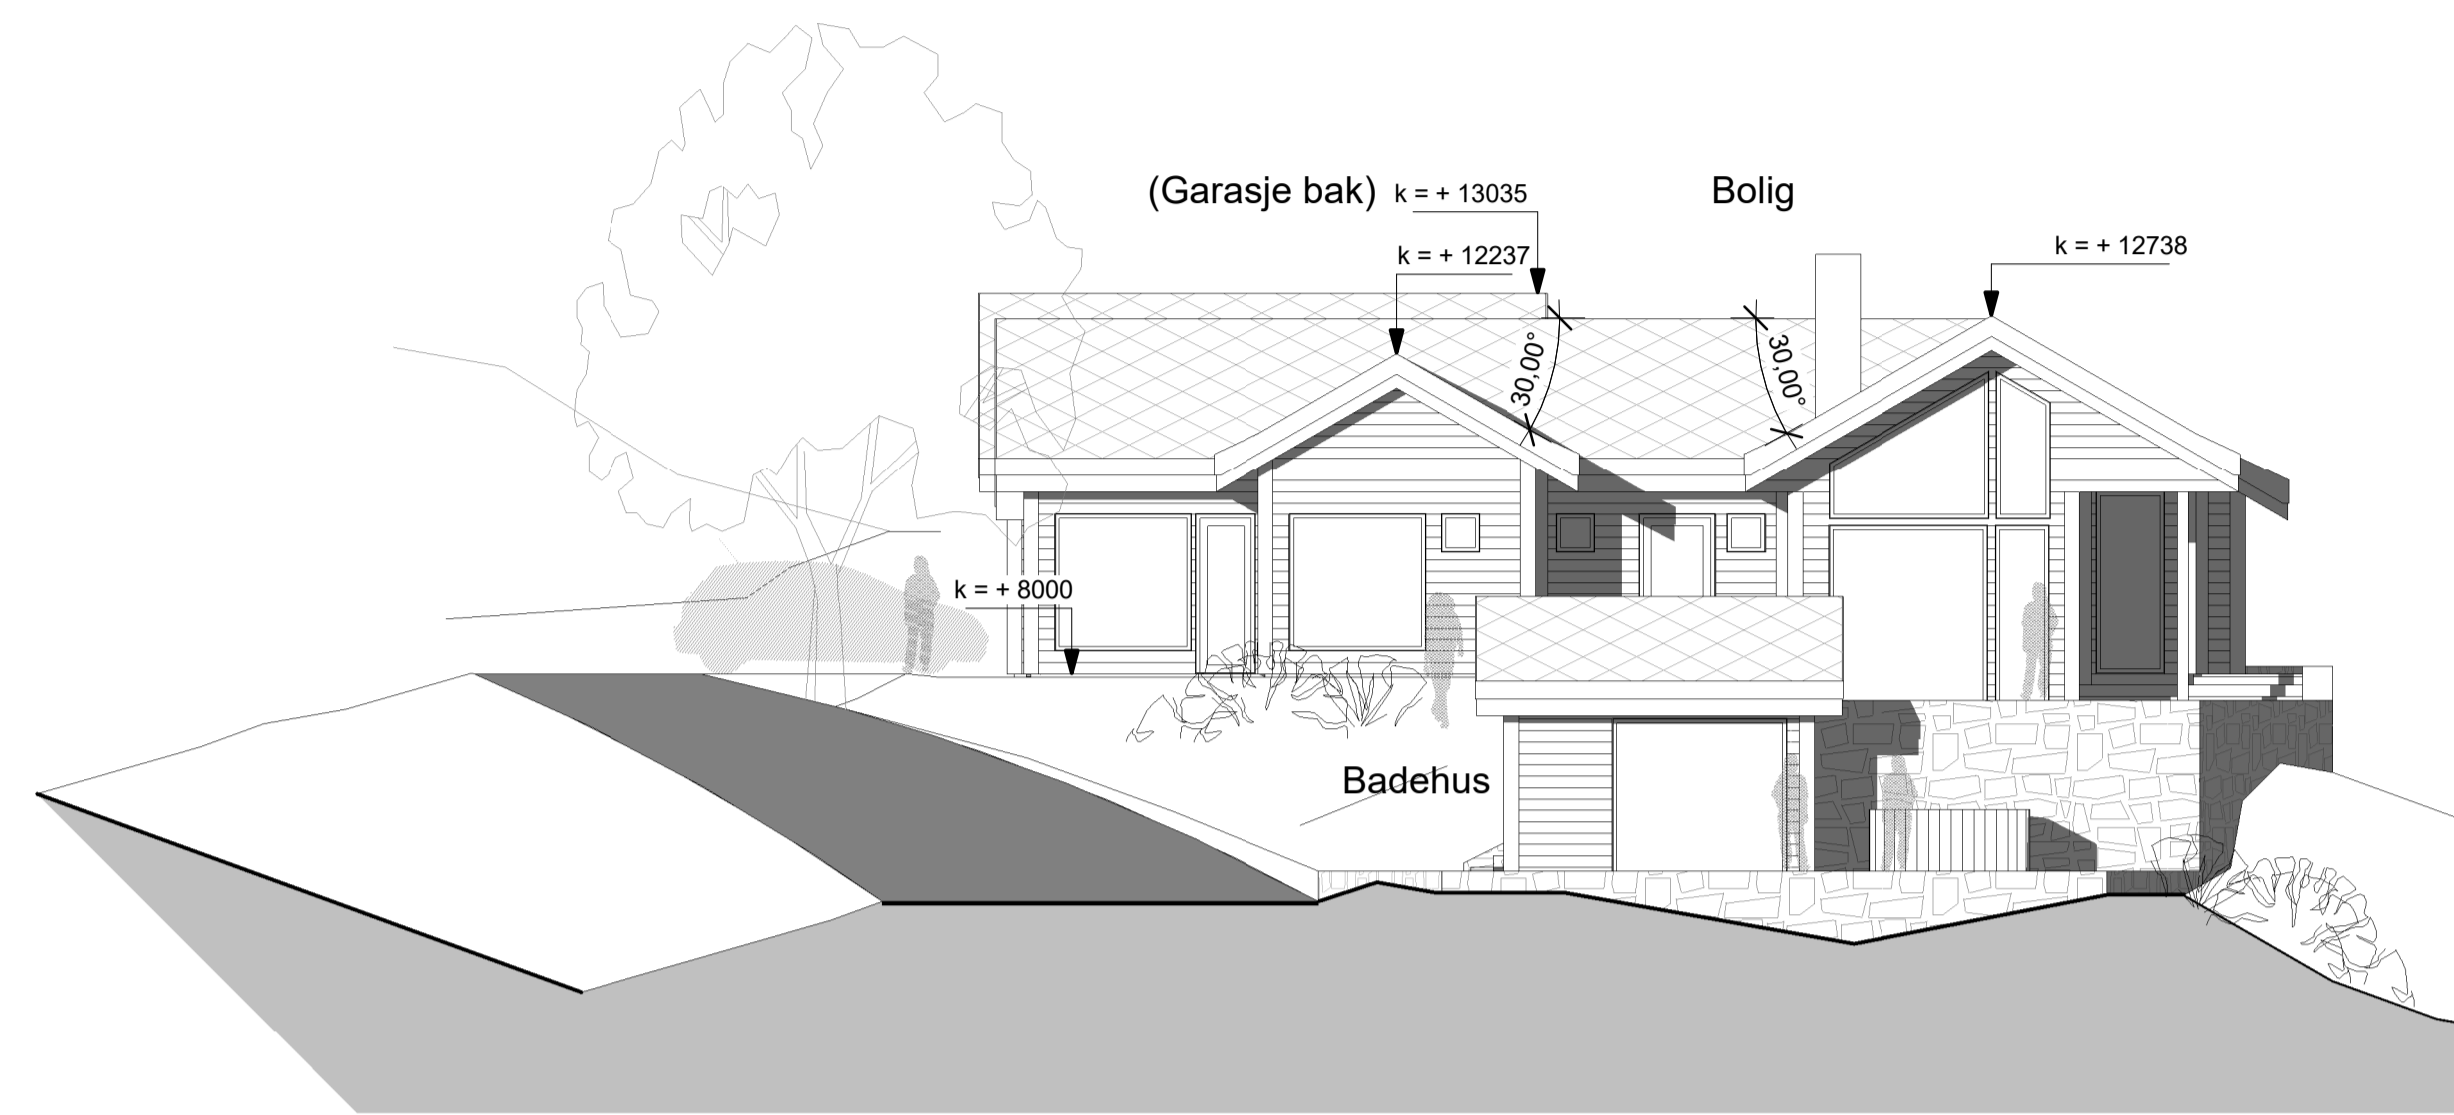 (Garasje bak)
k = + 13035
Bolig
k = + 12237
k = + 12738
30,00°
30,00°
k = + 8000
Badehus